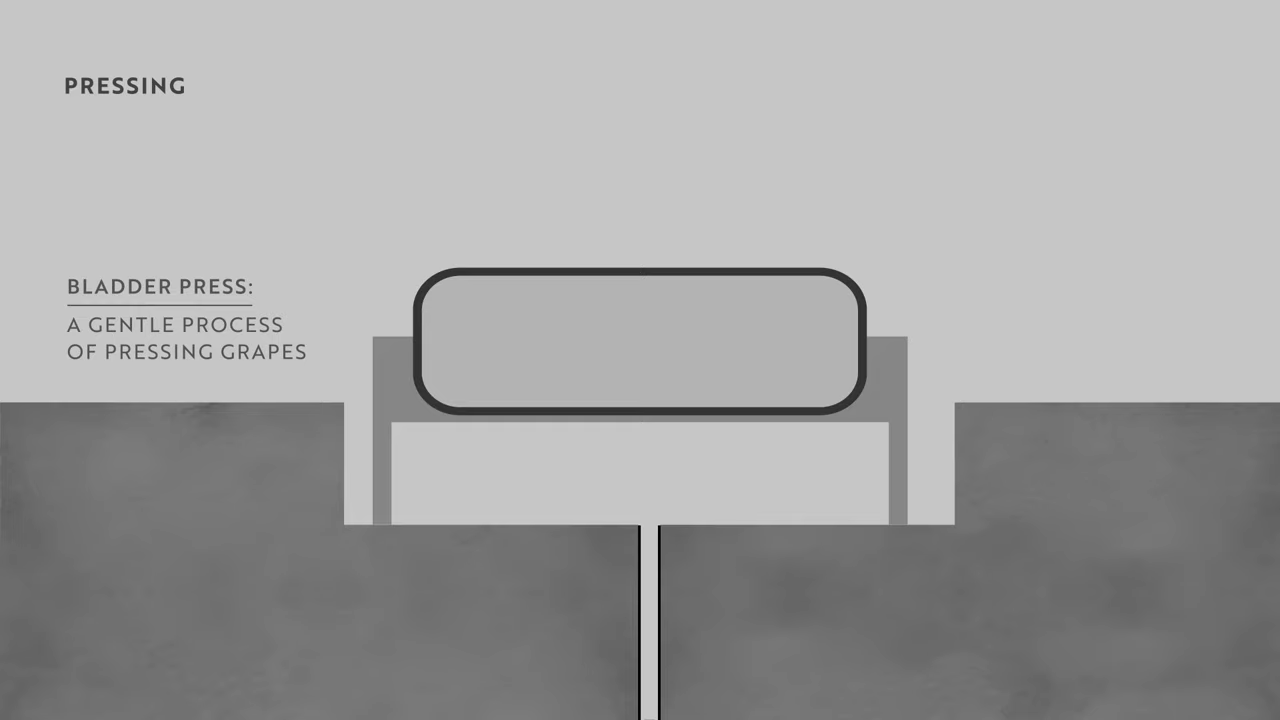 PRESSING
BLADDER PRESS:
A GENTLE PROCESS
OF PRESSING GRAPES